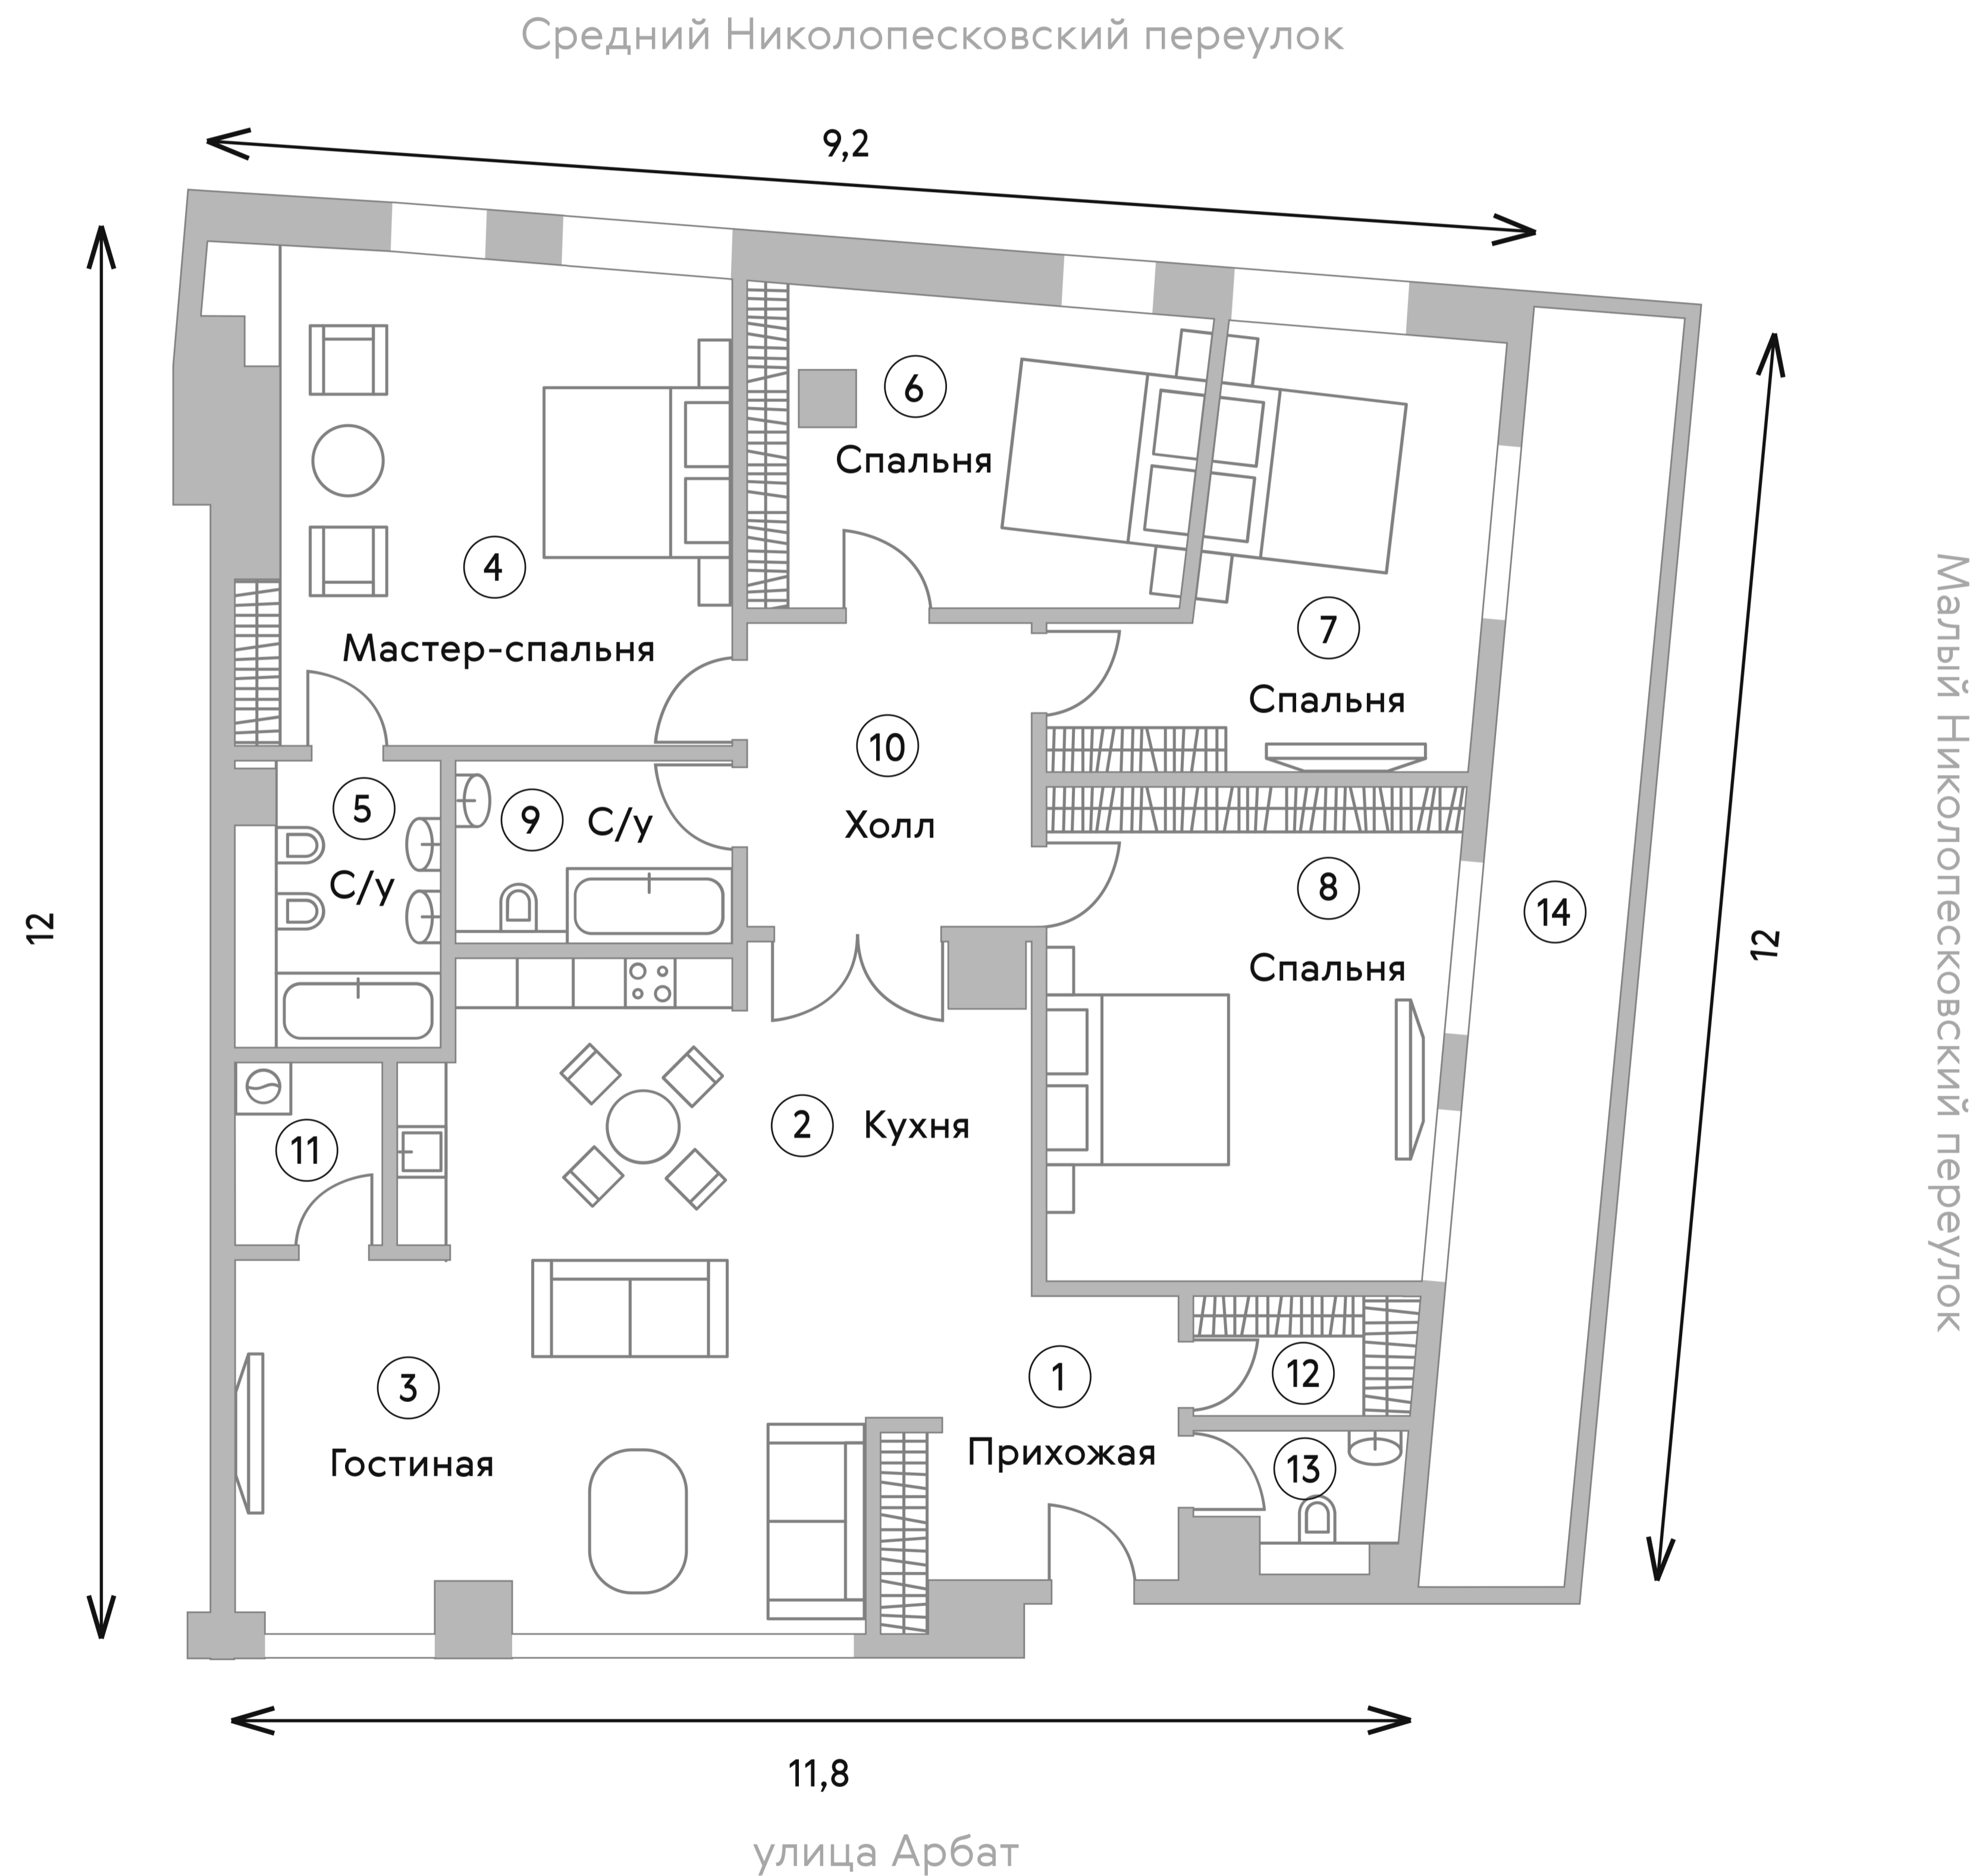 Средний Николопесковский переулок
9,2
6
Спальня
4
Мастер-спальня
7
Спальня
10
Холл
5
С/у
9
С/у
8
Спальня
14
12
12
Малый Николопесковский переулок
2
Кухня
11
3
Гостиная
1
Прихожая
12
13
11,8
улица Арбат